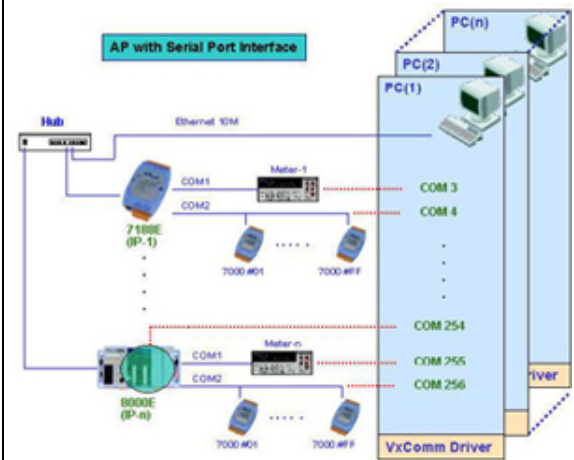 AP with Serial Port Interface
PC(n)
PC(2)
PC(1)
Hub
Ethernet 10M
COM1
Meter-1
COM 3
COM2
COM 4
7188E
(IP-1)
7000 #01
7000 #FF
COM 254
COM1
Meter-n
COM 255
COM2
COM 256
8000E
(IP-n)
7000 #01
7000 #FF
river
VxComm Driver